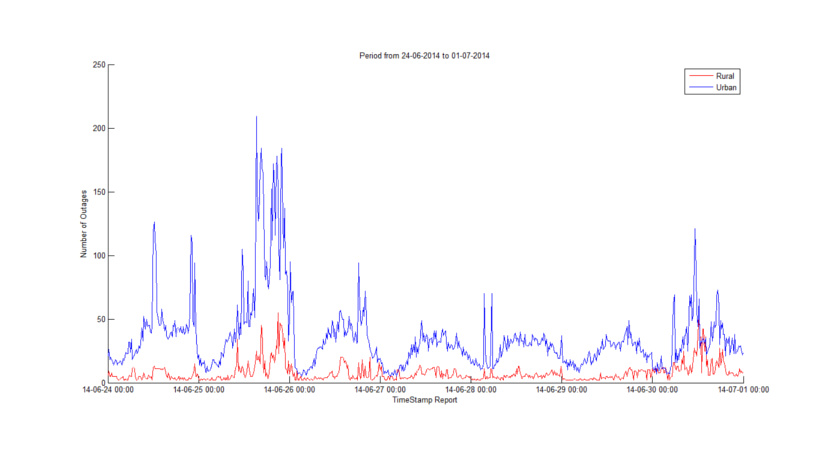 Period from 24-06-2014 to 01-07-2014
250
200
150
100
50
0
Number of Outages
Rural
Urban
14-06-24 00:00
14-06-25 00:00
14-06-26 00:00
14-06-27 00:00
14-06-28 00:00
14-06-29 00:00
14-06-30 00:00
14-07-01 00:00
TimeStamp Report